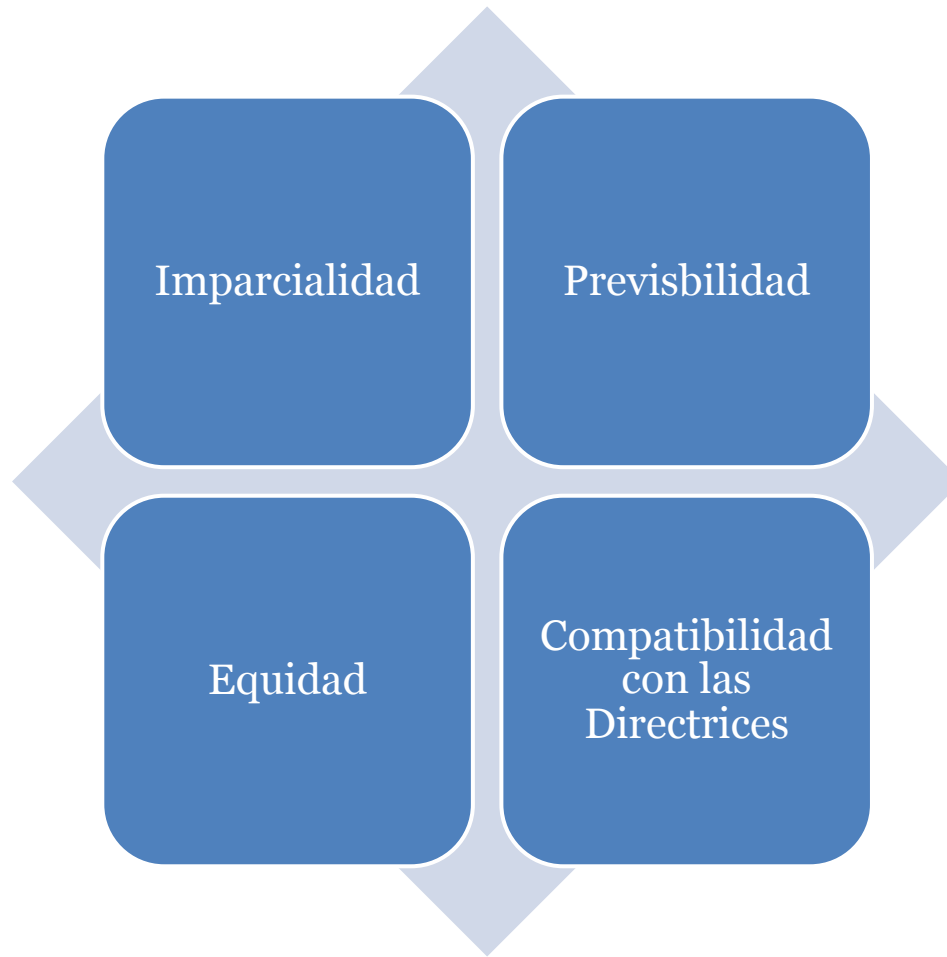 Imparcialidad
Previsbilidad
Equidad
Compatibilidad
con las
Directrices